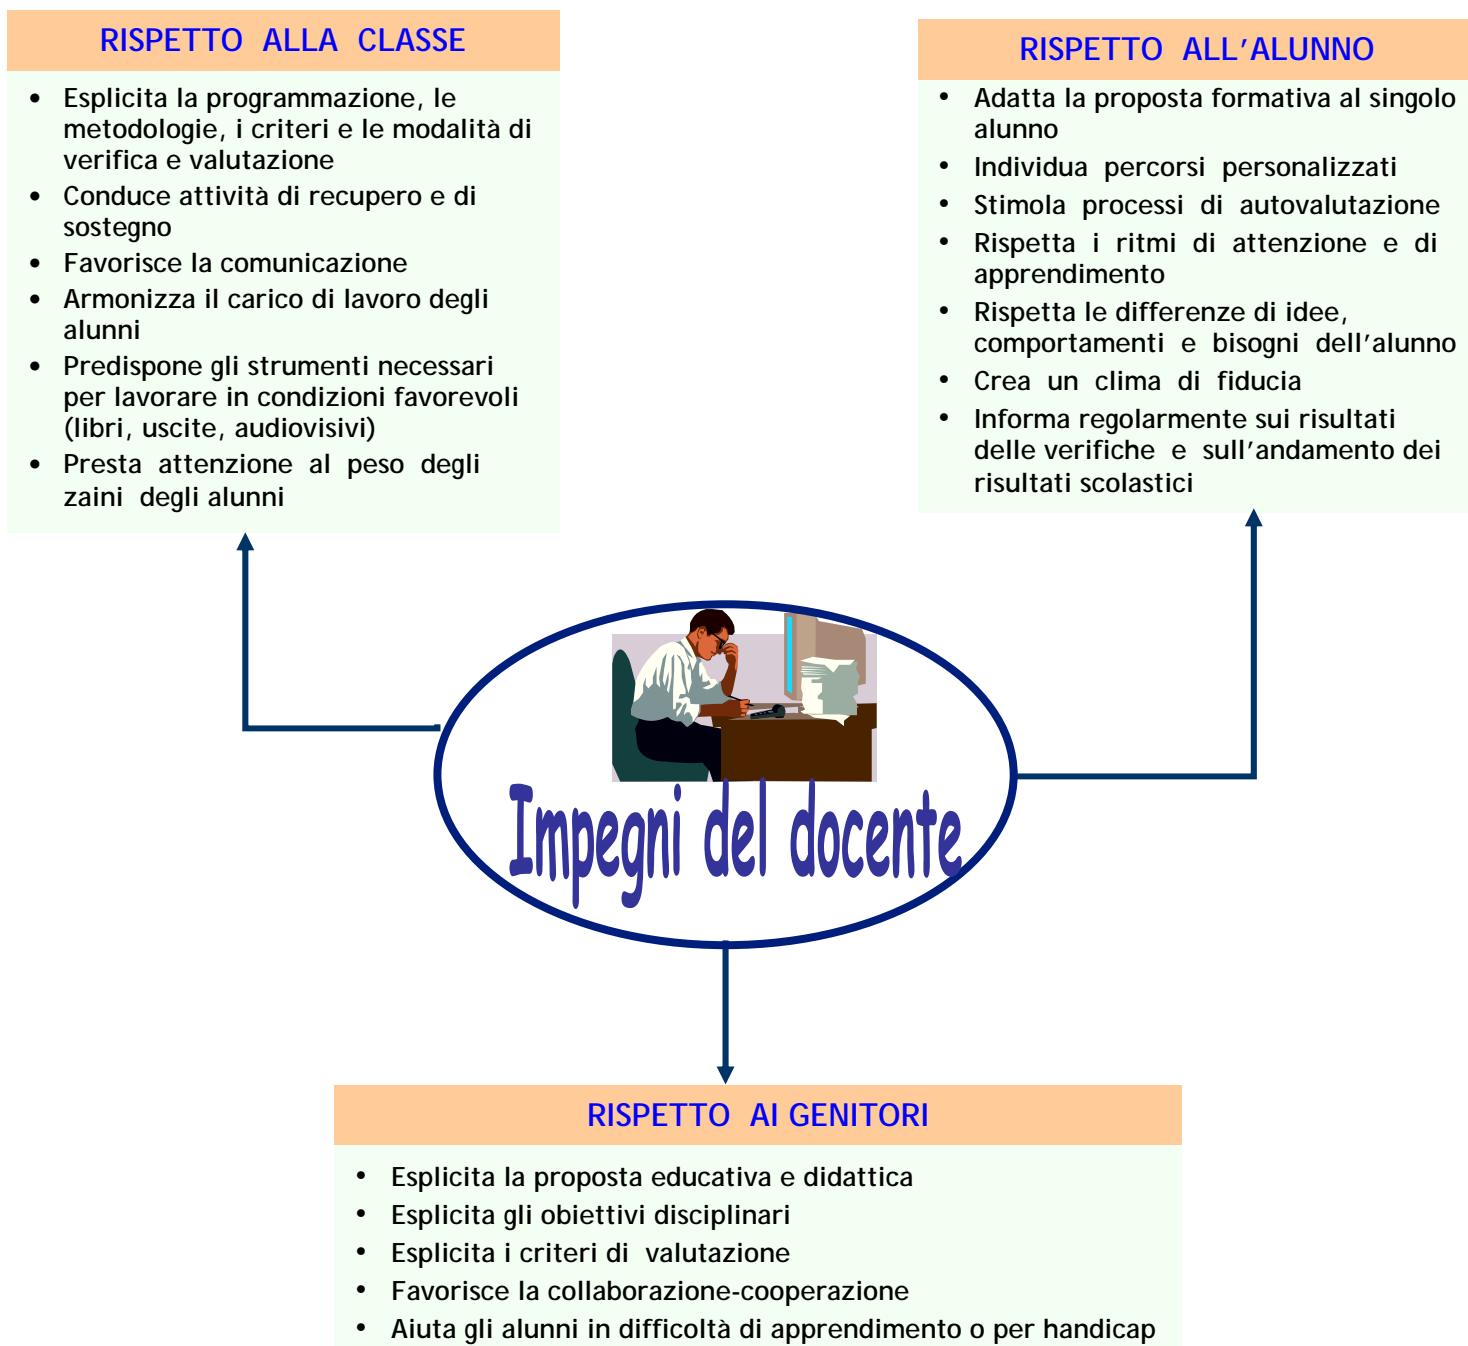 RISPETTO ALLA CLASSE
• Esplicita la programmazione, le
metodologie, i criteri e le modalità di
verifica e valutazione
• Conduce attività di recupero e di
sostegno
• Favorisce la comunicazione
• Armonizza il carico di lavoro degli
alunni
• Predispone gli strumenti necessari
per lavorare in condizioni favorevoli
(libri, uscite, audiovisivi)
• Presta attenzione al peso degli
zaini degli alunni
RISPETTO ALL'ALUNNO
• Adatta la proposta formativa al singolo
alunno
• Individua percorsi personalizzati
• Stimola processi di autovalutazione
• Rispetta i ritmi di attenzione e di
apprendimento
• Rispetta le differenze di idee,
comportamenti e bisogni dell'alunno
• Crea un clima di fiducia
• Informa regolarmente sui risultati
delle verifiche e sull'andamento dei
risultati scolastici
Impegni del docente
RISPETTO AI GENITORI
• Esplicita la proposta educativa e didattica
• Esplicita gli obiettivi disciplinari
• Esplicita i criteri di valutazione
• Favorisce la collaborazione-cooperazione
• Aiuta gli alunni in difficoltà di apprendimento o per handicap